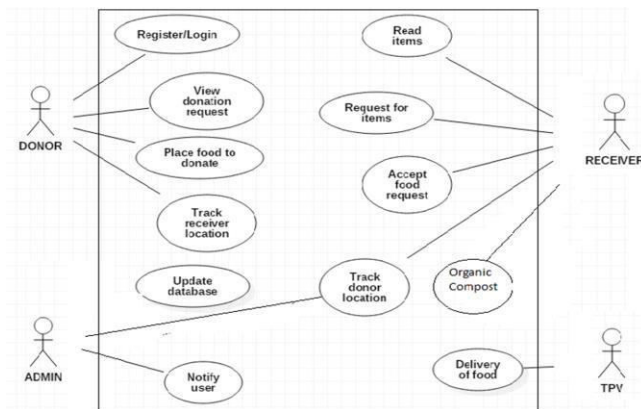 Register/Login
Read
items
View
donation
request
Request for
items
DONOR
RECEIVER
Place food to
donate
Accept
food
request
Track
receiver
location
Update
database
Track
donor
location
Organic
Compost
ADMIN
Notify
user
Delivery
of food
TPV